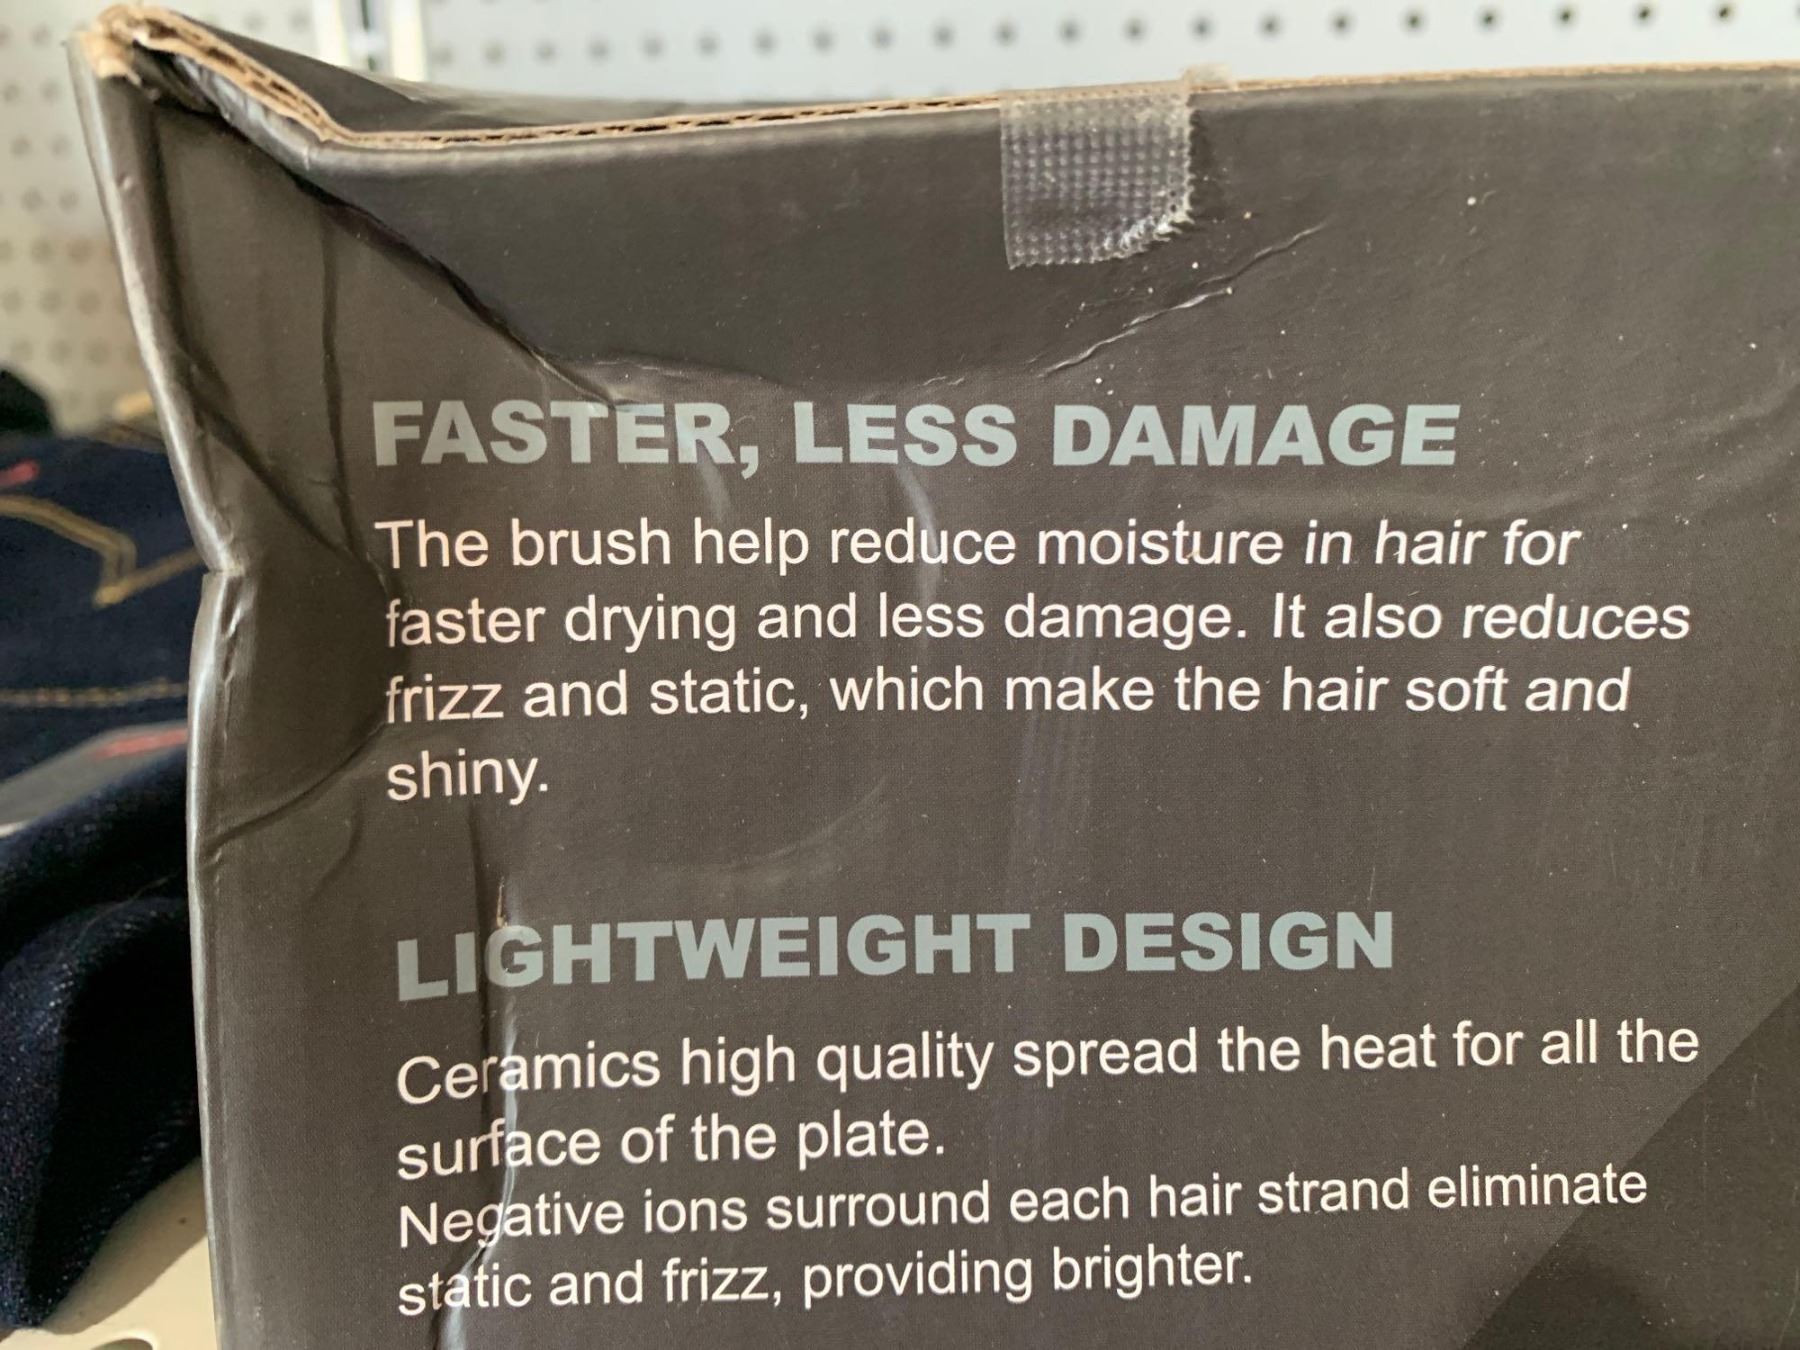 FASTER, LESS DAMAGE
The brush help reduce moisture in hair for
faster drying and less damage. It also reduces
frizz and static, which make the hair soft and
shiny.
LIGHTWEIGHT DESIGN
Ceramics high quality spread the heat for all the
surface of the plate.
Negative ions surround each hair strand eliminate
static and frizz, providing brighter.